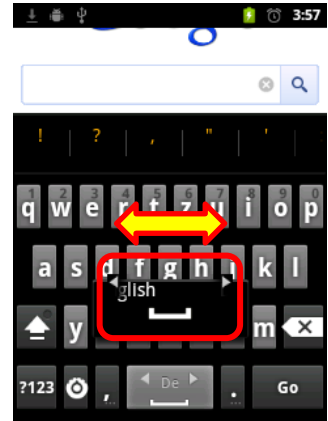 3:57
! ? , " '
1 2 3 4 5 6 7 8 9 0
q w e r t z u i o p
a s d f g h j k l
glish
y m
?123 , De . Go